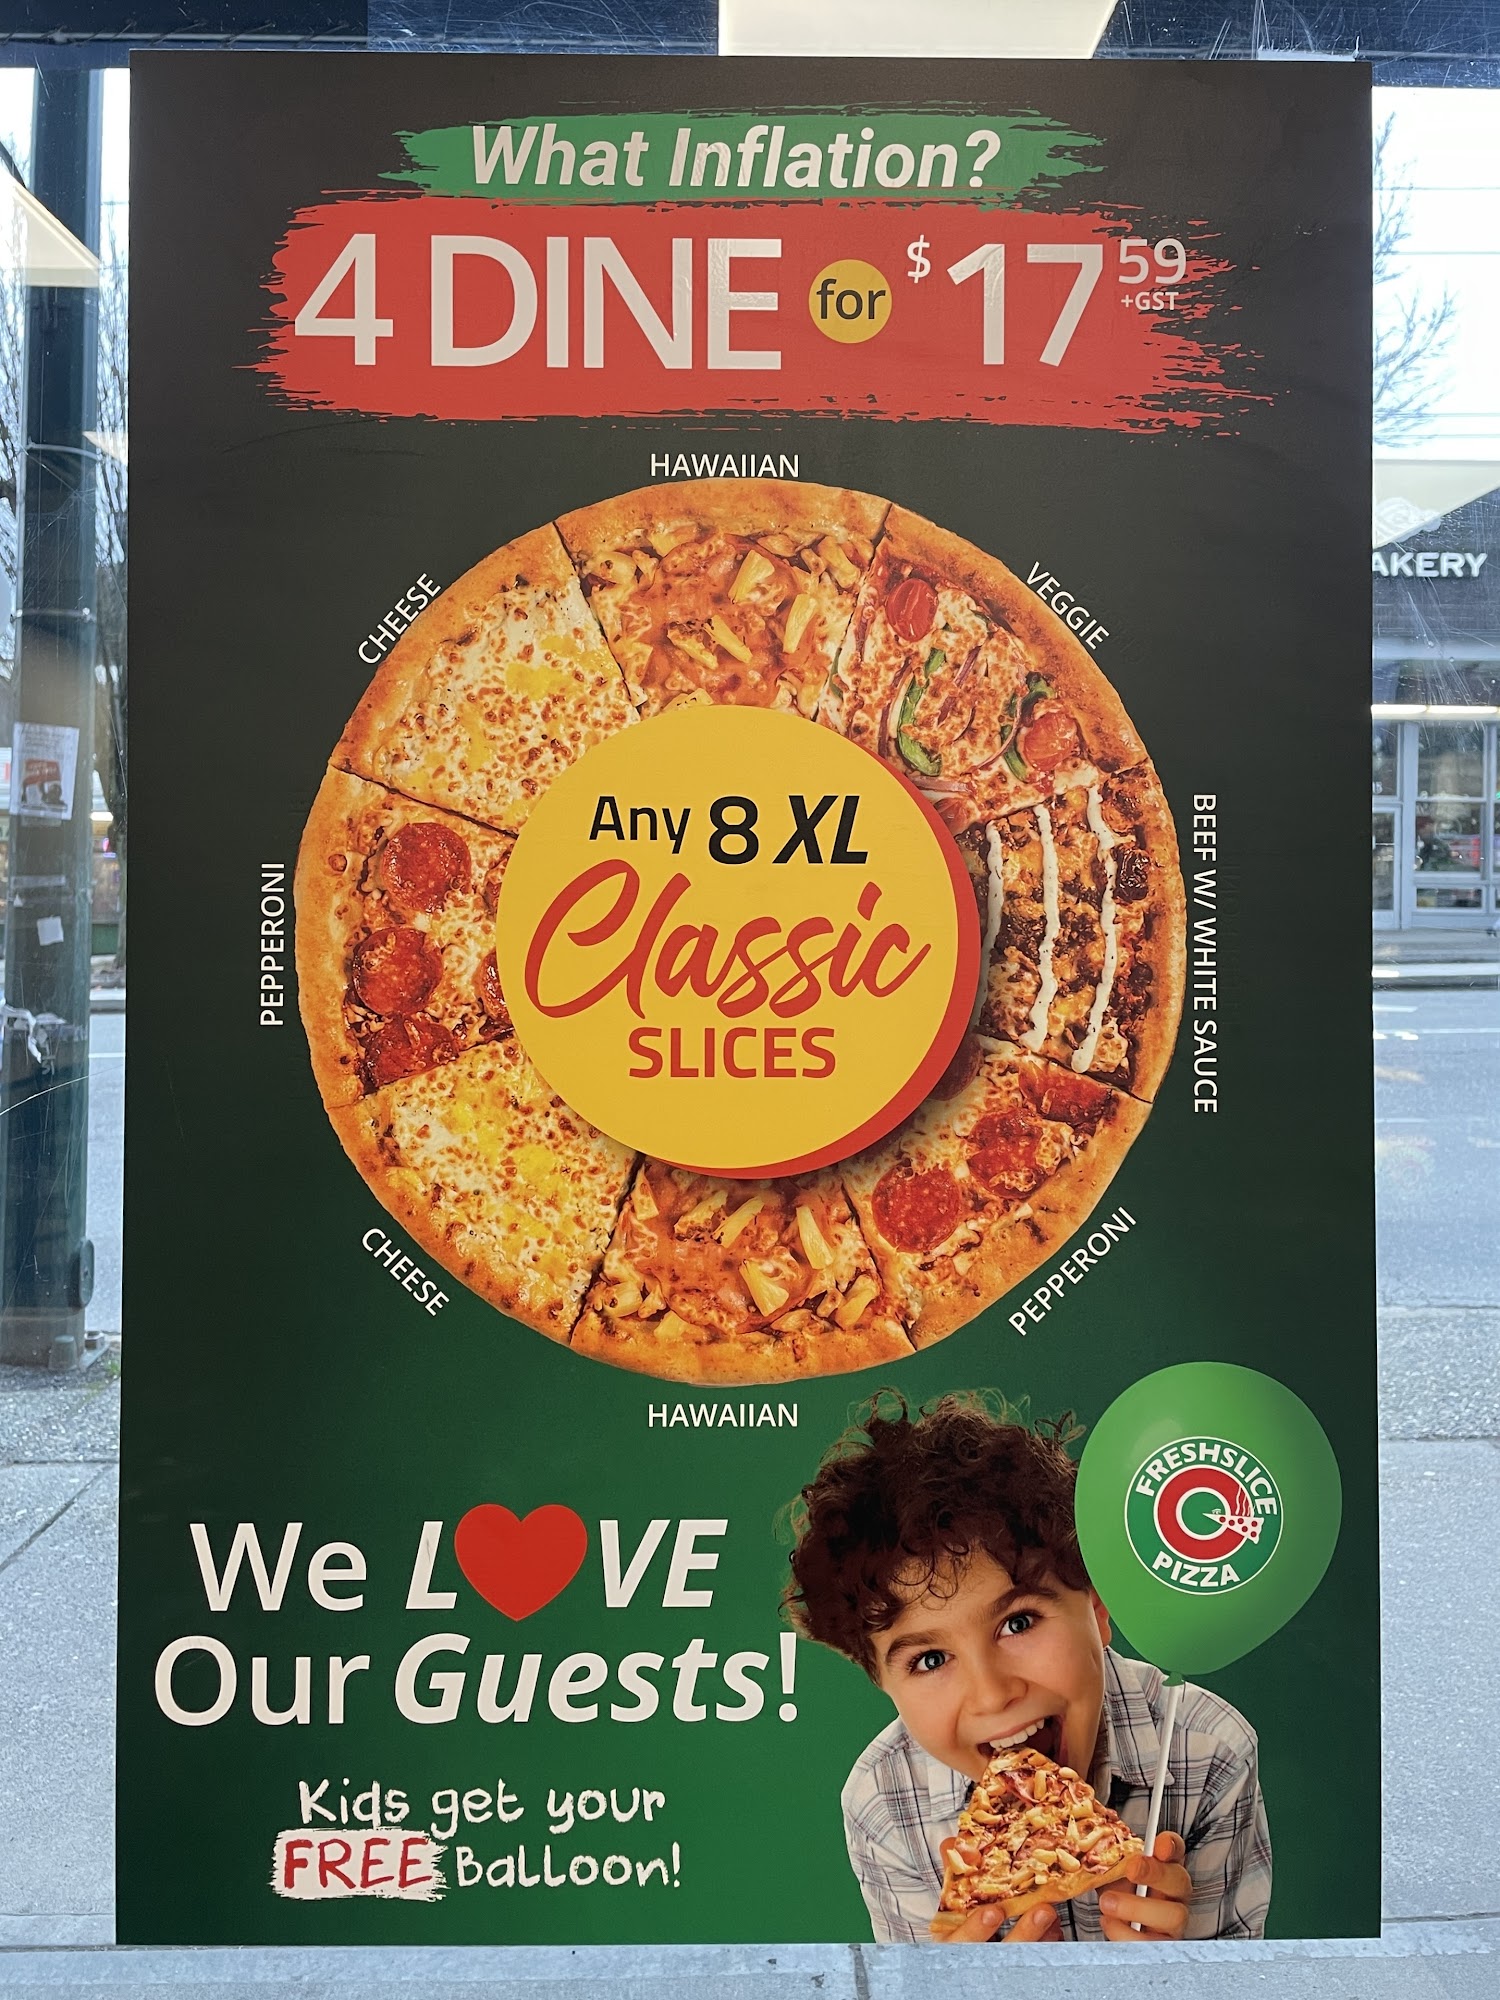 What Inflation?
4 DINE for $17 59
+GST
HAWAIIAN
CHEESE
VEGGIE
PEPPERONI
BEEF W/ WHITE SAUCE
Any 8 XL
Classic
SLICES
CHEESE
PEPPERONI
HAWAIIAN
FRESHSLICE
PIZZA
We LOVE
Our Guests!
Kids get your
FREE Balloon!
AKERY